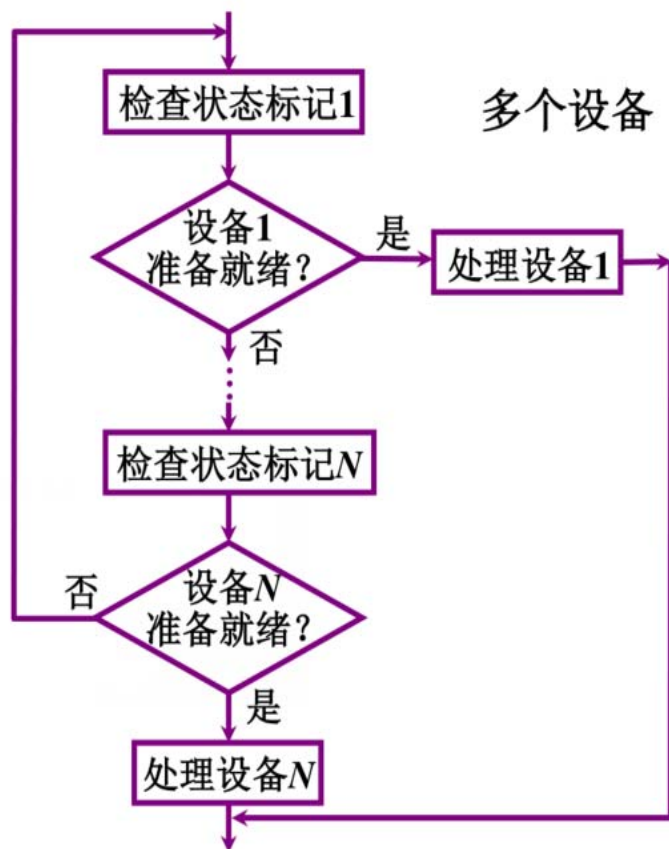 检查状态标记1
多个设备
设备1
准备就绪?
是
处理设备1
否
检查状态标记N
否
设备N
准备就绪?
是
处理设备N